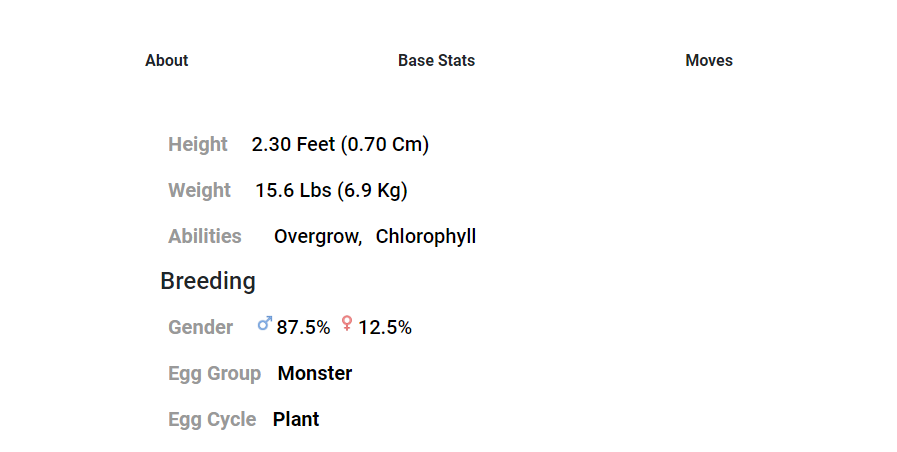 About Base Stats Moves
Height 2.30 Feet (0.70 Cm)
Weight 15.6 Lbs (6.9 Kg)
Abilities Overgrow, Chlorophyll
Breeding
Gender ♂ 87.5% ♀ 12.5%
Egg Group Monster
Egg Cycle Plant